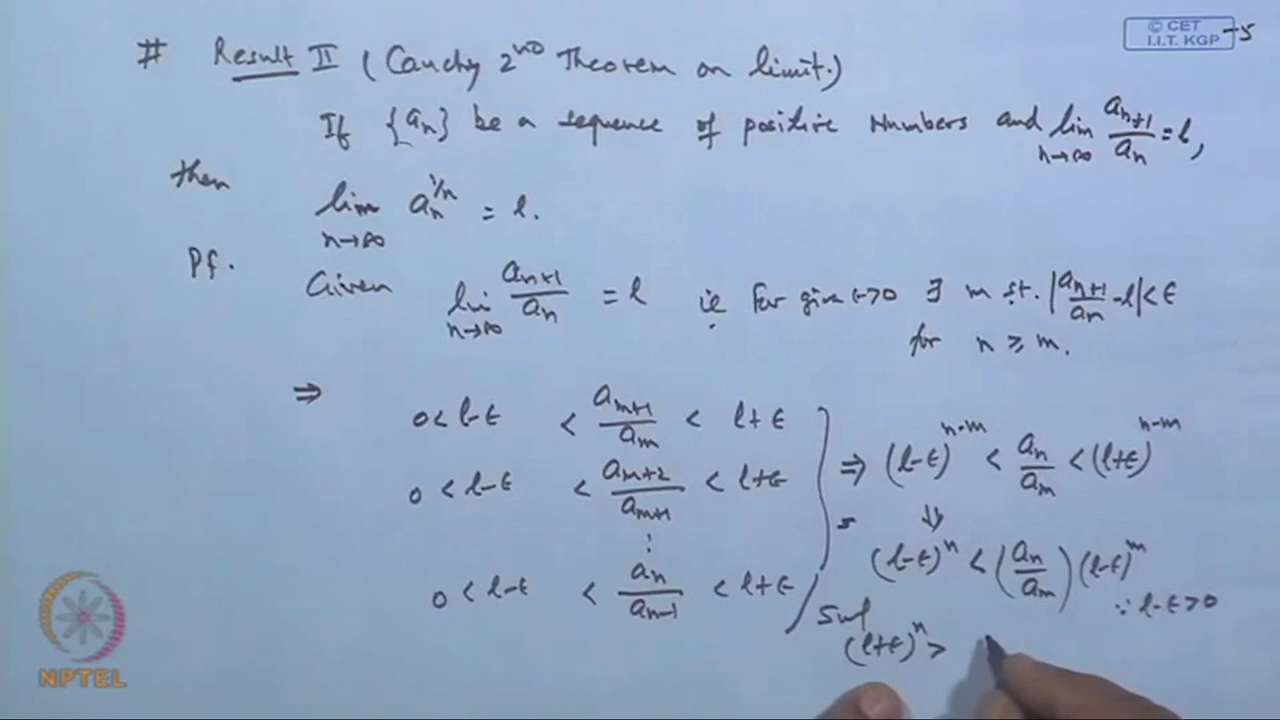 © CET
I.I.T. KGP -5
# Result II (Cauchy 2ND Theorem on limit.)
If {aₙ} be a sequence of positive Numbers and lim n→∞ aₙ₊₁/aₙ = l,
then
lim n→∞ aₙ^1/n = l.
Pf.
Given lim n→∞ aₙ₊₁/aₙ = l ie For given ε>0 ∃ m st. |aₙ₊₁/aₙ - l| < ε
for n ≥ m.
⇒
0 < l-ε < aₘ₊₁/aₘ < l+ε
0 < l-ε < aₘ₊₂/aₘ₊₁ < l+ε
⋮
0 < l-ε < aₙ/aₙ₋₁ < l+ε
⇒ (l-ε)^n-m < aₙ/aₘ < (l+ε)^n-m
⇓
(l-ε)^n < (aₙ/aₘ) (l-ε)^m
∵ l-ε > 0
(l+ε)^n >
NPTEL